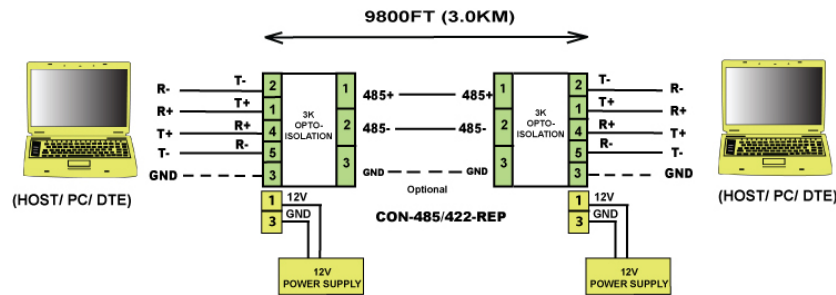 9800FT (3.0KM)
R- T- 2
R+ T+ 1
T+ R+ 4
T- R- 5
GND 3
3K
OPTO-
ISOLATION
1 485+ 485+ 1
2 485- 485- 2
3 GND GND 3
Optional
3K
OPTO-
ISOLATION
2 T- R-
1 T+ R+
4 R+ T+
5 R- T-
3 GND
(HOST/ PC/ DTE)
(HOST/ PC/ DTE)
1 12V
3 GND
CON-485/422-REP
1 12V
3 GND
12V
POWER SUPPLY
12V
POWER SUPPLY